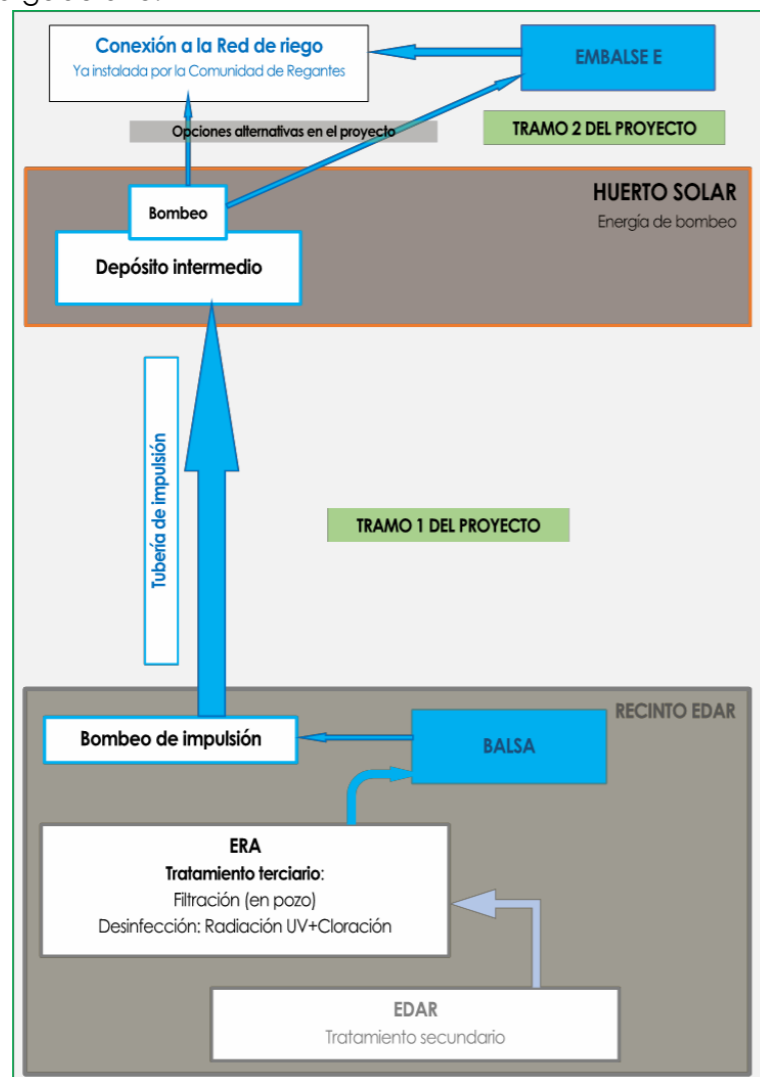 Conexión a la Red de riego
Ya instalada por la Comunidad de Regantes
EMBALSE E
Opciones alternativas en el proyecto
TRAMO 2 DEL PROYECTO
HUERTO SOLAR
Energía de bombeo
Bombeo
Depósito intermedio
Tubería de impulsión
TRAMO 1 DEL PROYECTO
RECINTO EDAR
Bombeo de impulsión
BALSA
ERA
Tratamiento terciario:
Filtración (en pozo)
Desinfección: Radiación UV+Cloración
EDAR
Tratamiento secundario